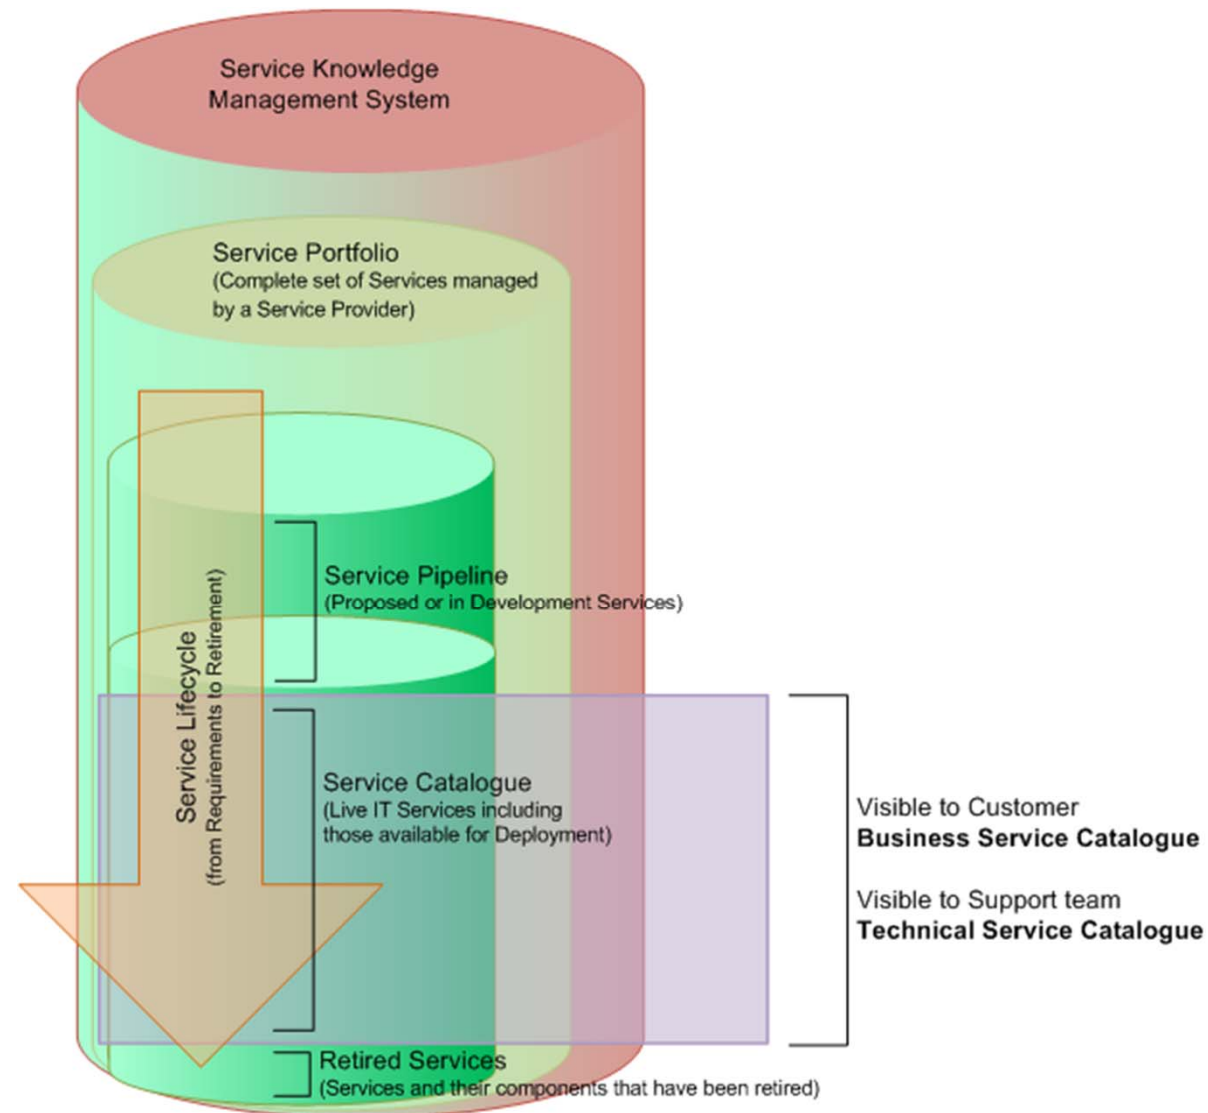 Service Knowledge
Management System
Service Portfolio
(Complete set of Services managed
by a Service Provider)
Service Pipeline
(Proposed or in Development Services)
Service Lifecycle
(from Requirements to Retirement)
Service Catalogue
(Live IT Services including
those available for Deployment)
Visible to Customer
Business Service Catalogue
Visible to Support team
Technical Service Catalogue
Retired Services
(Services and their components that have been retired)